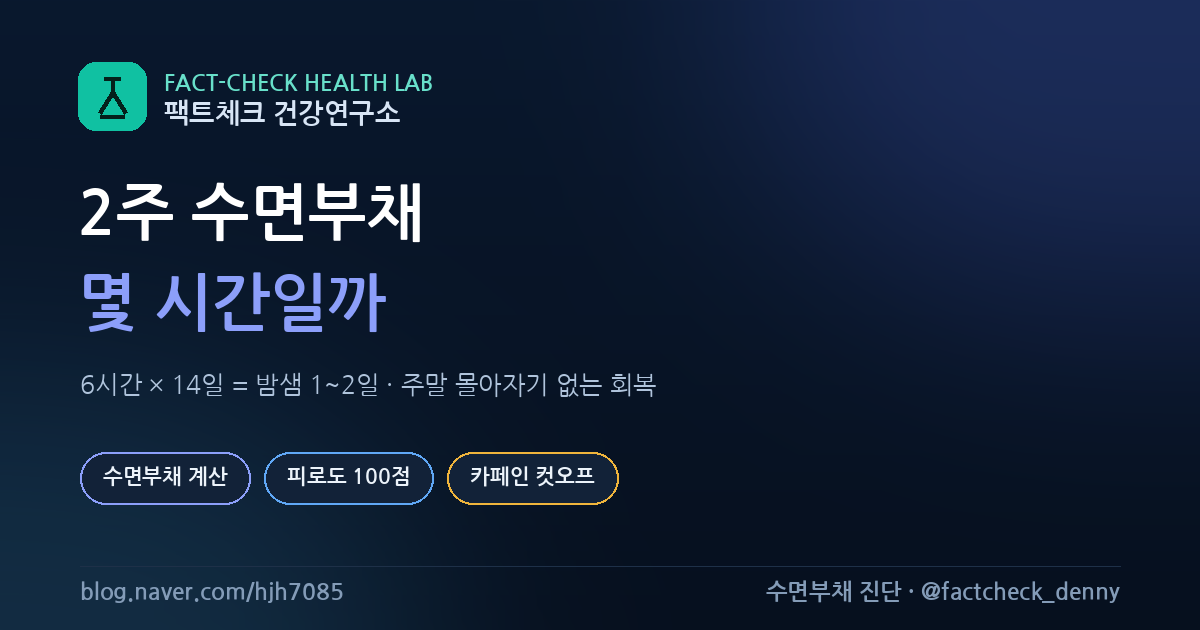 FACT-CHECK HEALTH LAB
팩트체크 건강연구소
2주 수면부채
몇 시간일까
6시간 × 14일 = 밤샘 1~2일 · 주말 몰아자기 없는 회복
수면부채 계산
피로도 100점
카페인 컷오프
blog.naver.com/hjh7085
수면부채 진단 · @factcheck_denny